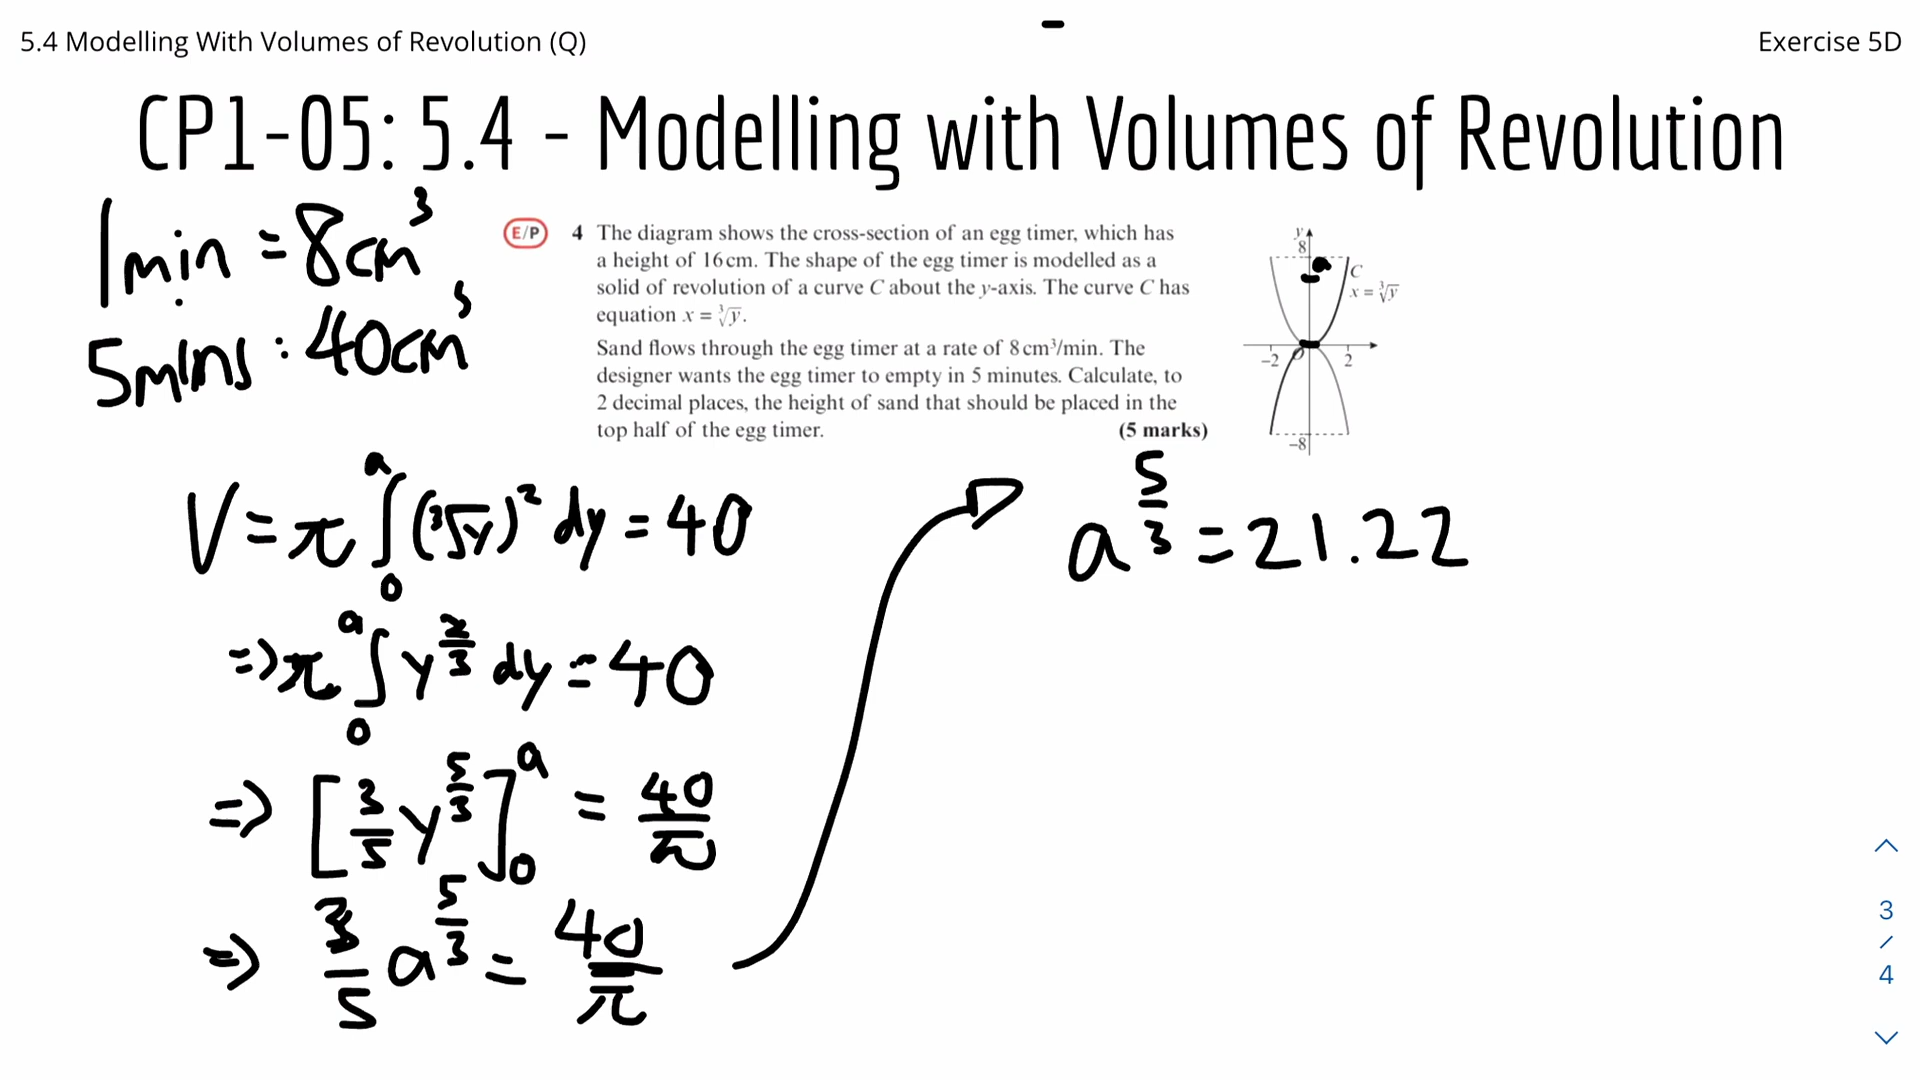 5.4 Modelling With Volumes of Revolution (Q)
Exercise 5D
CP1-05: 5.4 - Modelling with Volumes of Revolution
1min = 8cm³
5mins : 40cm³
E/P 4 The diagram shows the cross-section of an egg timer, which has
a height of 16 cm. The shape of the egg timer is modelled as a
solid of revolution of a curve C about the y-axis. The curve C has
equation x = ∛y.
Sand flows through the egg timer at a rate of 8 cm³/min. The
designer wants the egg timer to empty in 5 minutes. Calculate, to
2 decimal places, the height of sand that should be placed in the
top half of the egg timer. (5 marks)
y
8
a
C
x = ∛y
-2 O 2
-8
V = π ∫₀ᵃ (∛y)² dy = 40
⇒ π ∫₀ᵃ y^(2/3) dy = 40
⇒ [3/5 y^(5/3)]₀ᵃ = 40/π
⇒ 3/5 a^(5/3) = 40/π
a^(5/3) = 21.22
3
/
4